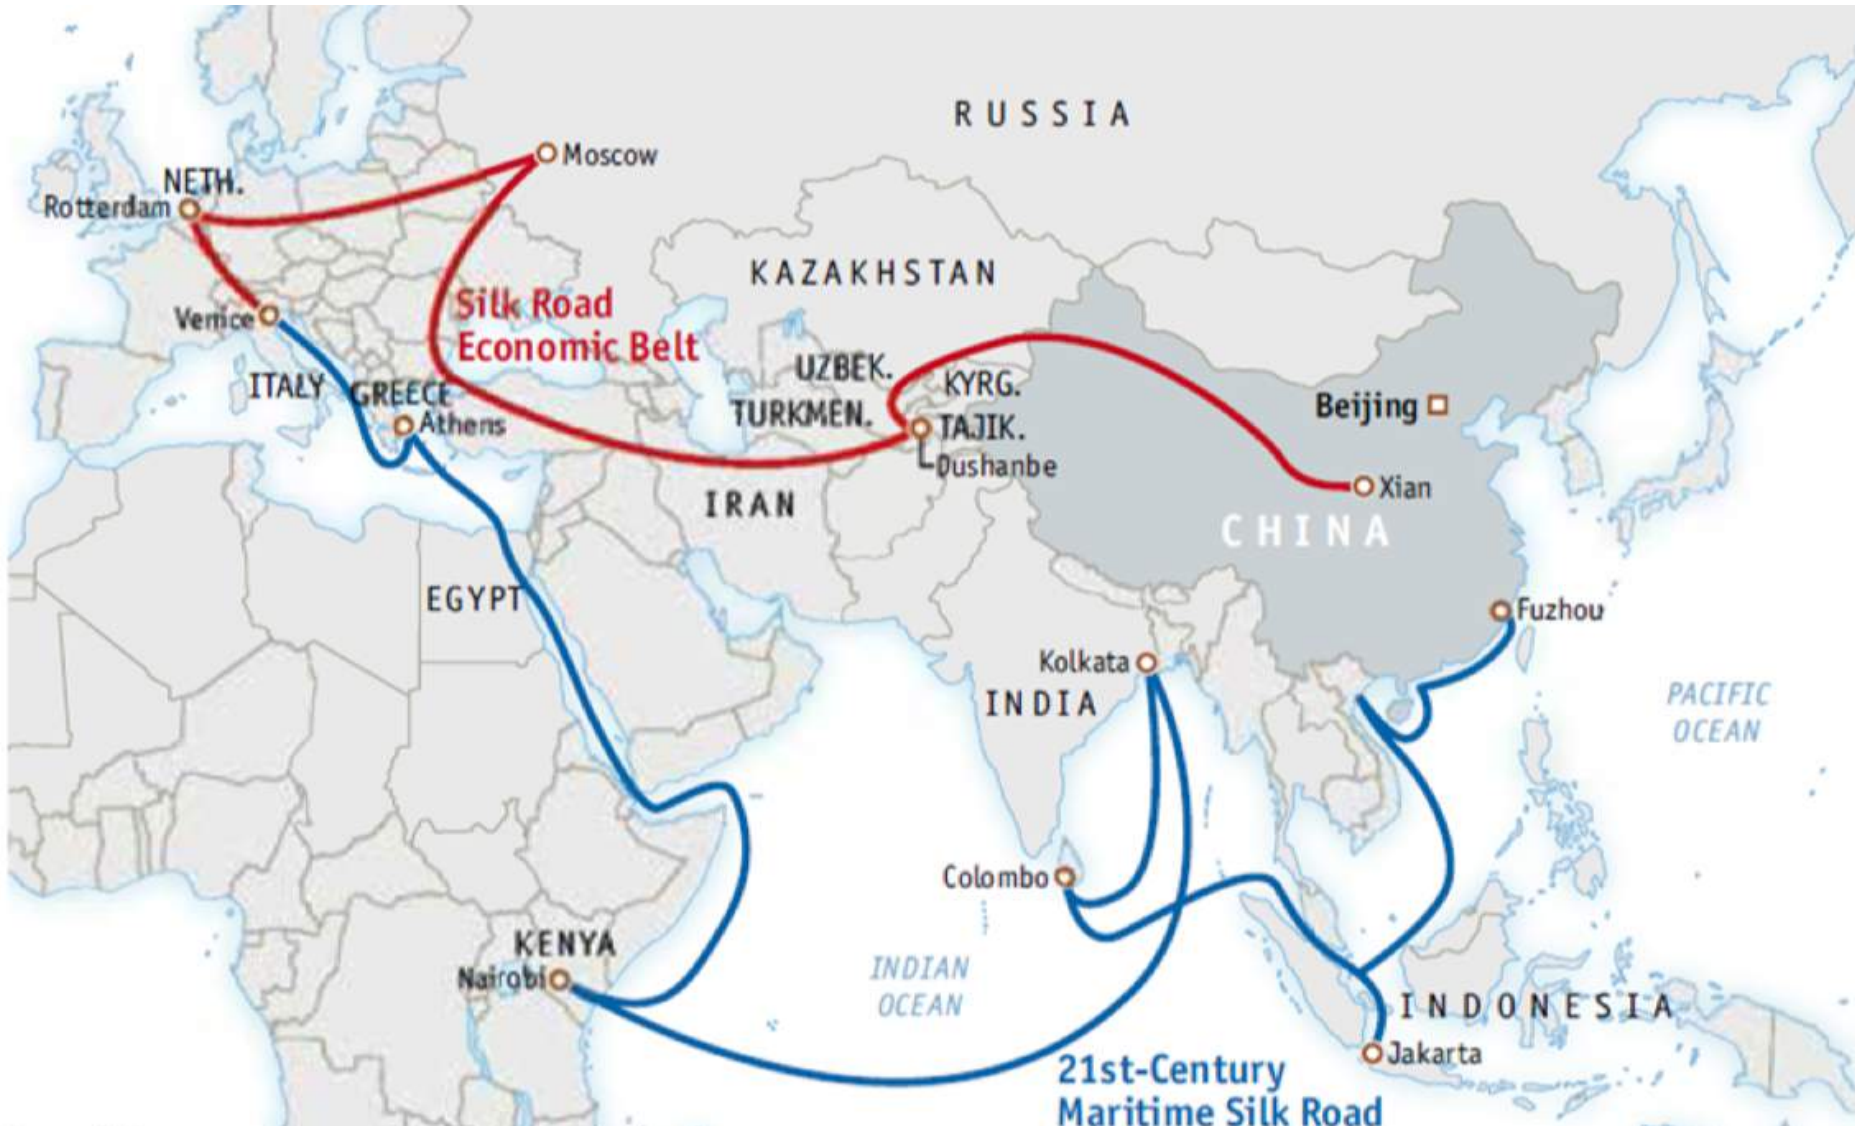 RUSSIA
Moscow
NETH.
Rotterdam
KAZAKHSTAN
Silk Road
Economic Belt
Venice
UZBEK.
KYRG.
ITALY
GREECE
Athens
TURKMEN.
TAJIK.
Dushanbe
Beijing
Xian
IRAN
CHINA
EGYPT
Fuzhou
Kolkata
INDIA
PACIFIC
OCEAN
Colombo
KENYA
Nairobi
INDIAN
OCEAN
INDONESIA
Jakarta
21st-Century
Maritime Silk Road